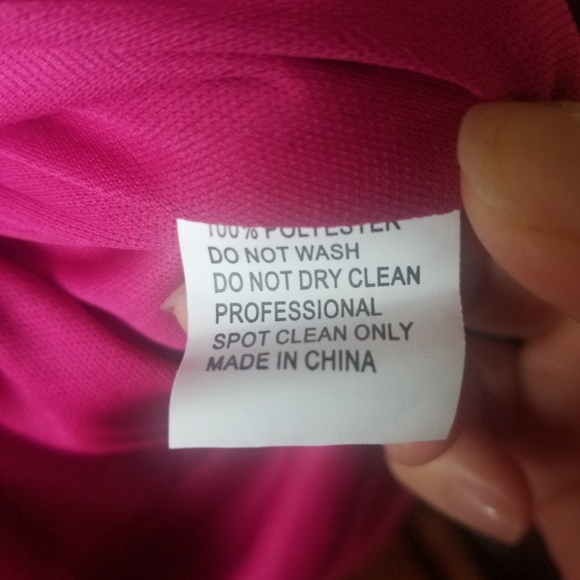 100% POLYESTER
DO NOT WASH
DO NOT DRY CLEAN
PROFESSIONAL
SPOT CLEAN ONLY
MADE IN CHINA